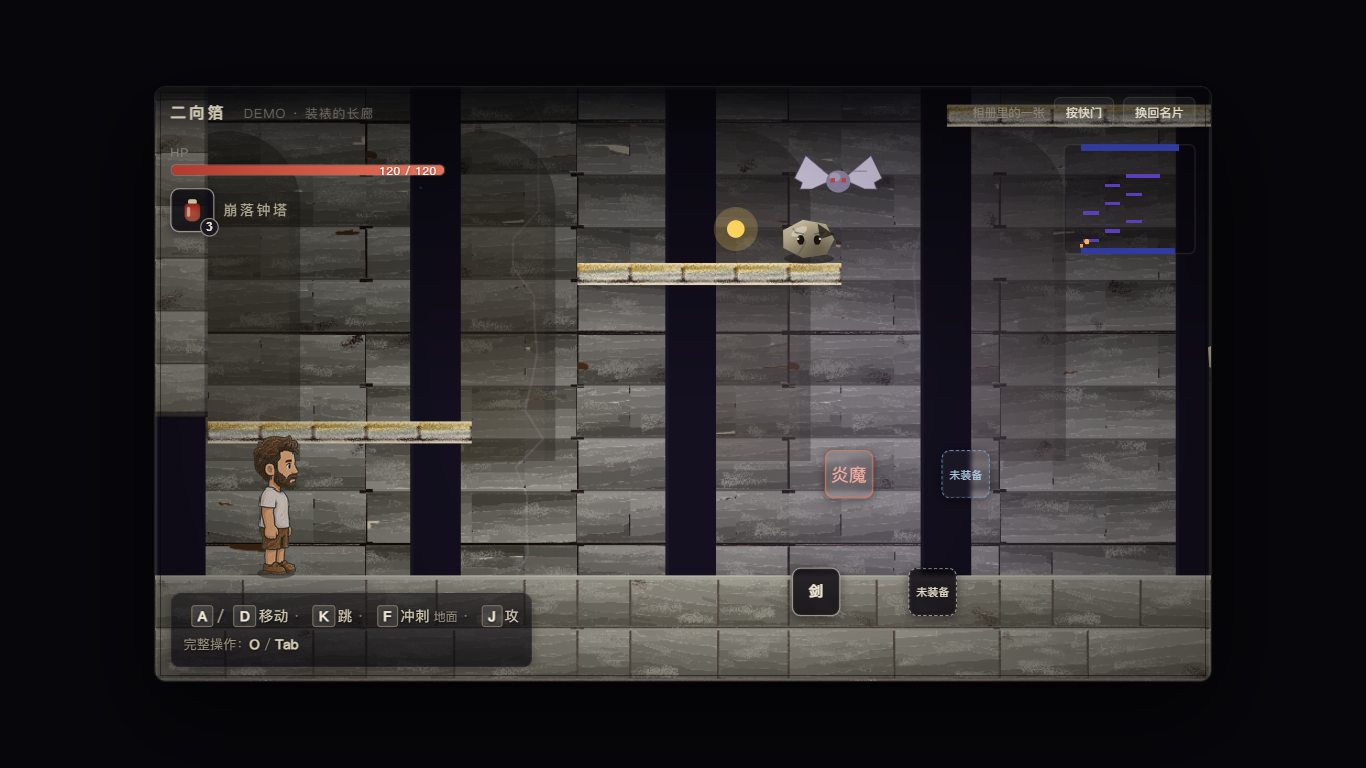 二向箔 DEMO · 装裱的长廊
相册里的一张 按快门 换回名片
HP
120 / 120
3 崩落钟塔
炎魔 未装备
剑 未装备
A / D 移动 · K 跳 · F 冲刺 地面 · J 攻
完整操作: O / Tab